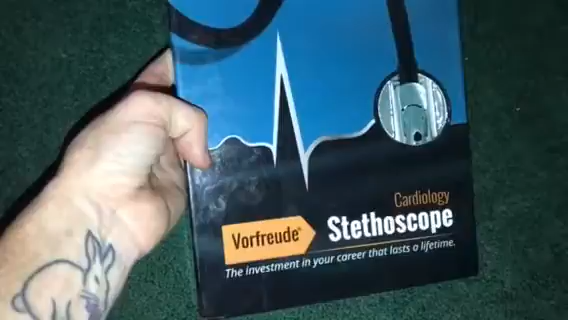 Cardiology
Vorfreude® Stethoscope
The investment in your career that lasts a lifetime.